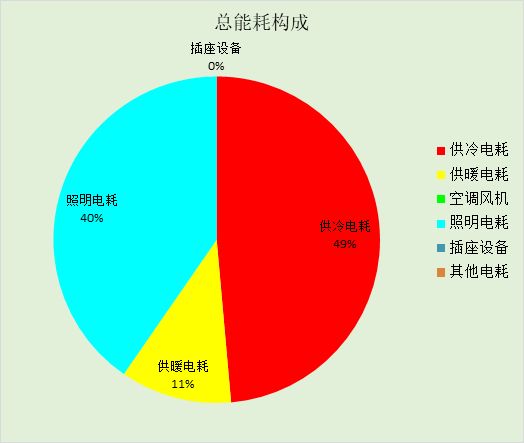 总能耗构成
插座设备
0%
照明电耗
40%
供冷电耗
49%
供暖电耗
11%
供冷电耗
供暖电耗
空调风机
照明电耗
插座设备
其他电耗